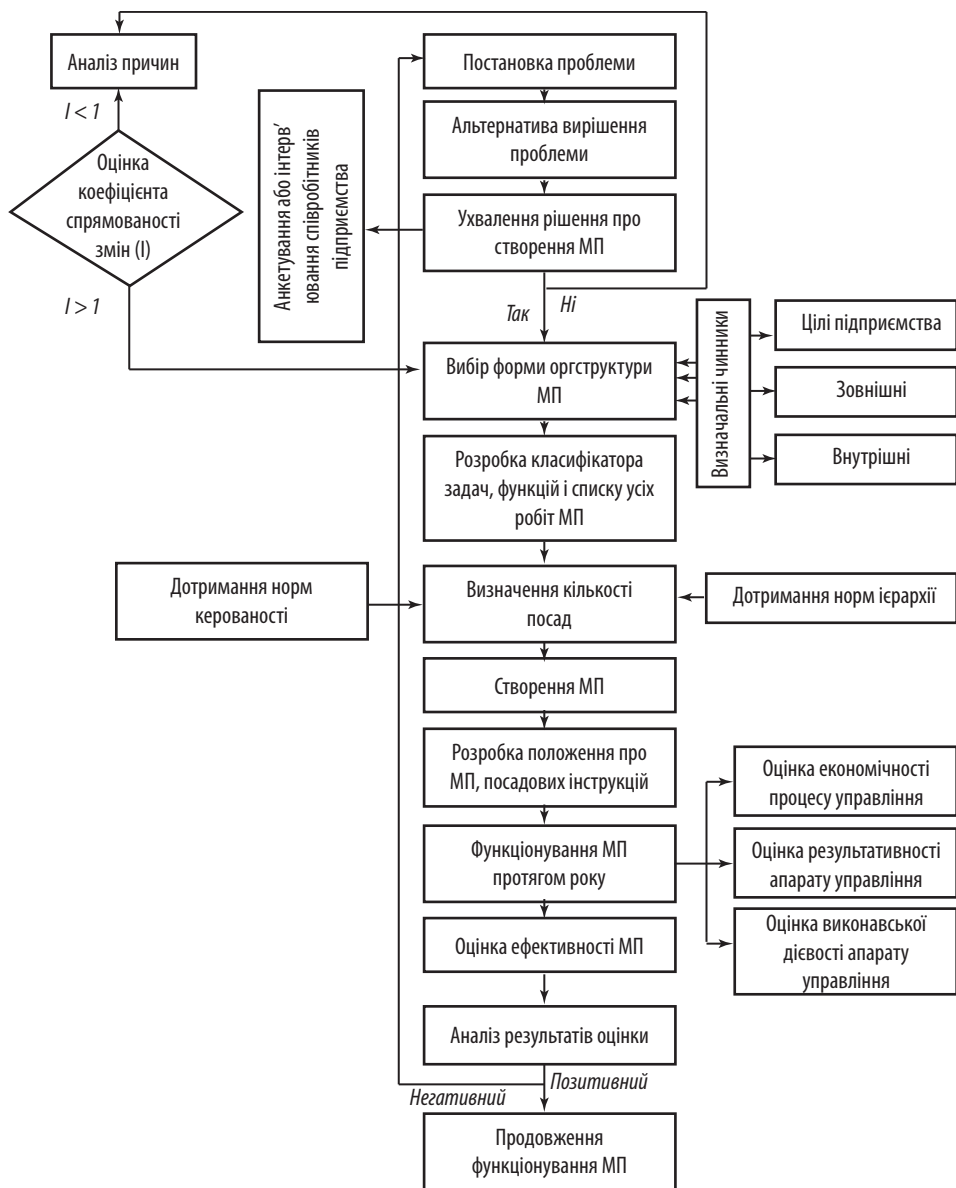 Аналіз причин
I < 1
Оцінка
коефіцієнта
спрямованості
змін (I)
I > 1
Анкетування або інтерв’
ювання співробітників
підприємства
Постановка проблеми
Альтернатива вирішення
проблеми
Ухвалення рішення про
створення МП
Так
Ні
Вибір форми оргструктури
МП
Визначальні чинники
Цілі підприємства
Зовнішні
Внутрішні
Розробка класифікатора
задач, функцій і списку усіх
робіт МП
Дотримання норм
керованості
Визначення кількості
посад
Дотримання норм ієрархії
Створення МП
Розробка положення про
МП, посадових інструкцій
Функціонування МП
протягом року
Оцінка економічності
процесу управління
Оцінка результативності
апарату управління
Оцінка виконавської
дієвості апарату
управління
Оцінка ефективності МП
Аналіз результатів оцінки
Позитивний
Негативний
Продовження
функціонування МП